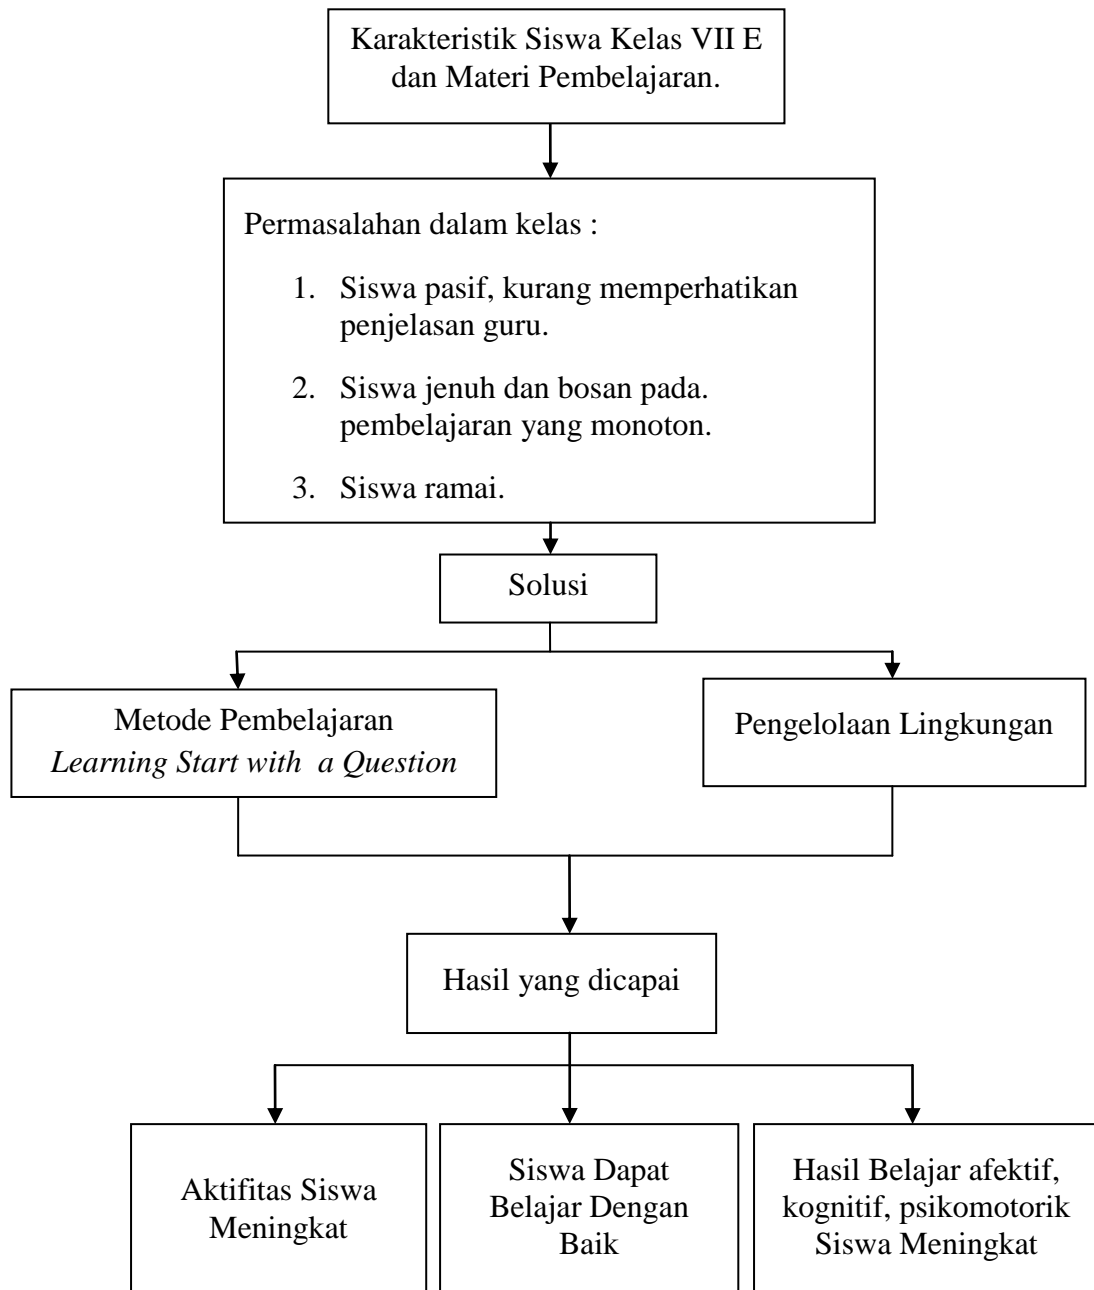 Karakteristik Siswa Kelas VII E
dan Materi Pembelajaran.
Permasalahan dalam kelas :
1. Siswa pasif, kurang memperhatikan
penjelasan guru.
2. Siswa jenuh dan bosan pada.
pembelajaran yang monoton.
3. Siswa ramai.
Solusi
Metode Pembelajaran
Learning Start with a Question
Pengelolaan Lingkungan
Hasil yang dicapai
Aktifitas Siswa
Meningkat
Siswa Dapat
Belajar Dengan
Baik
Hasil Belajar afektif,
kognitif, psikomotorik
Siswa Meningkat